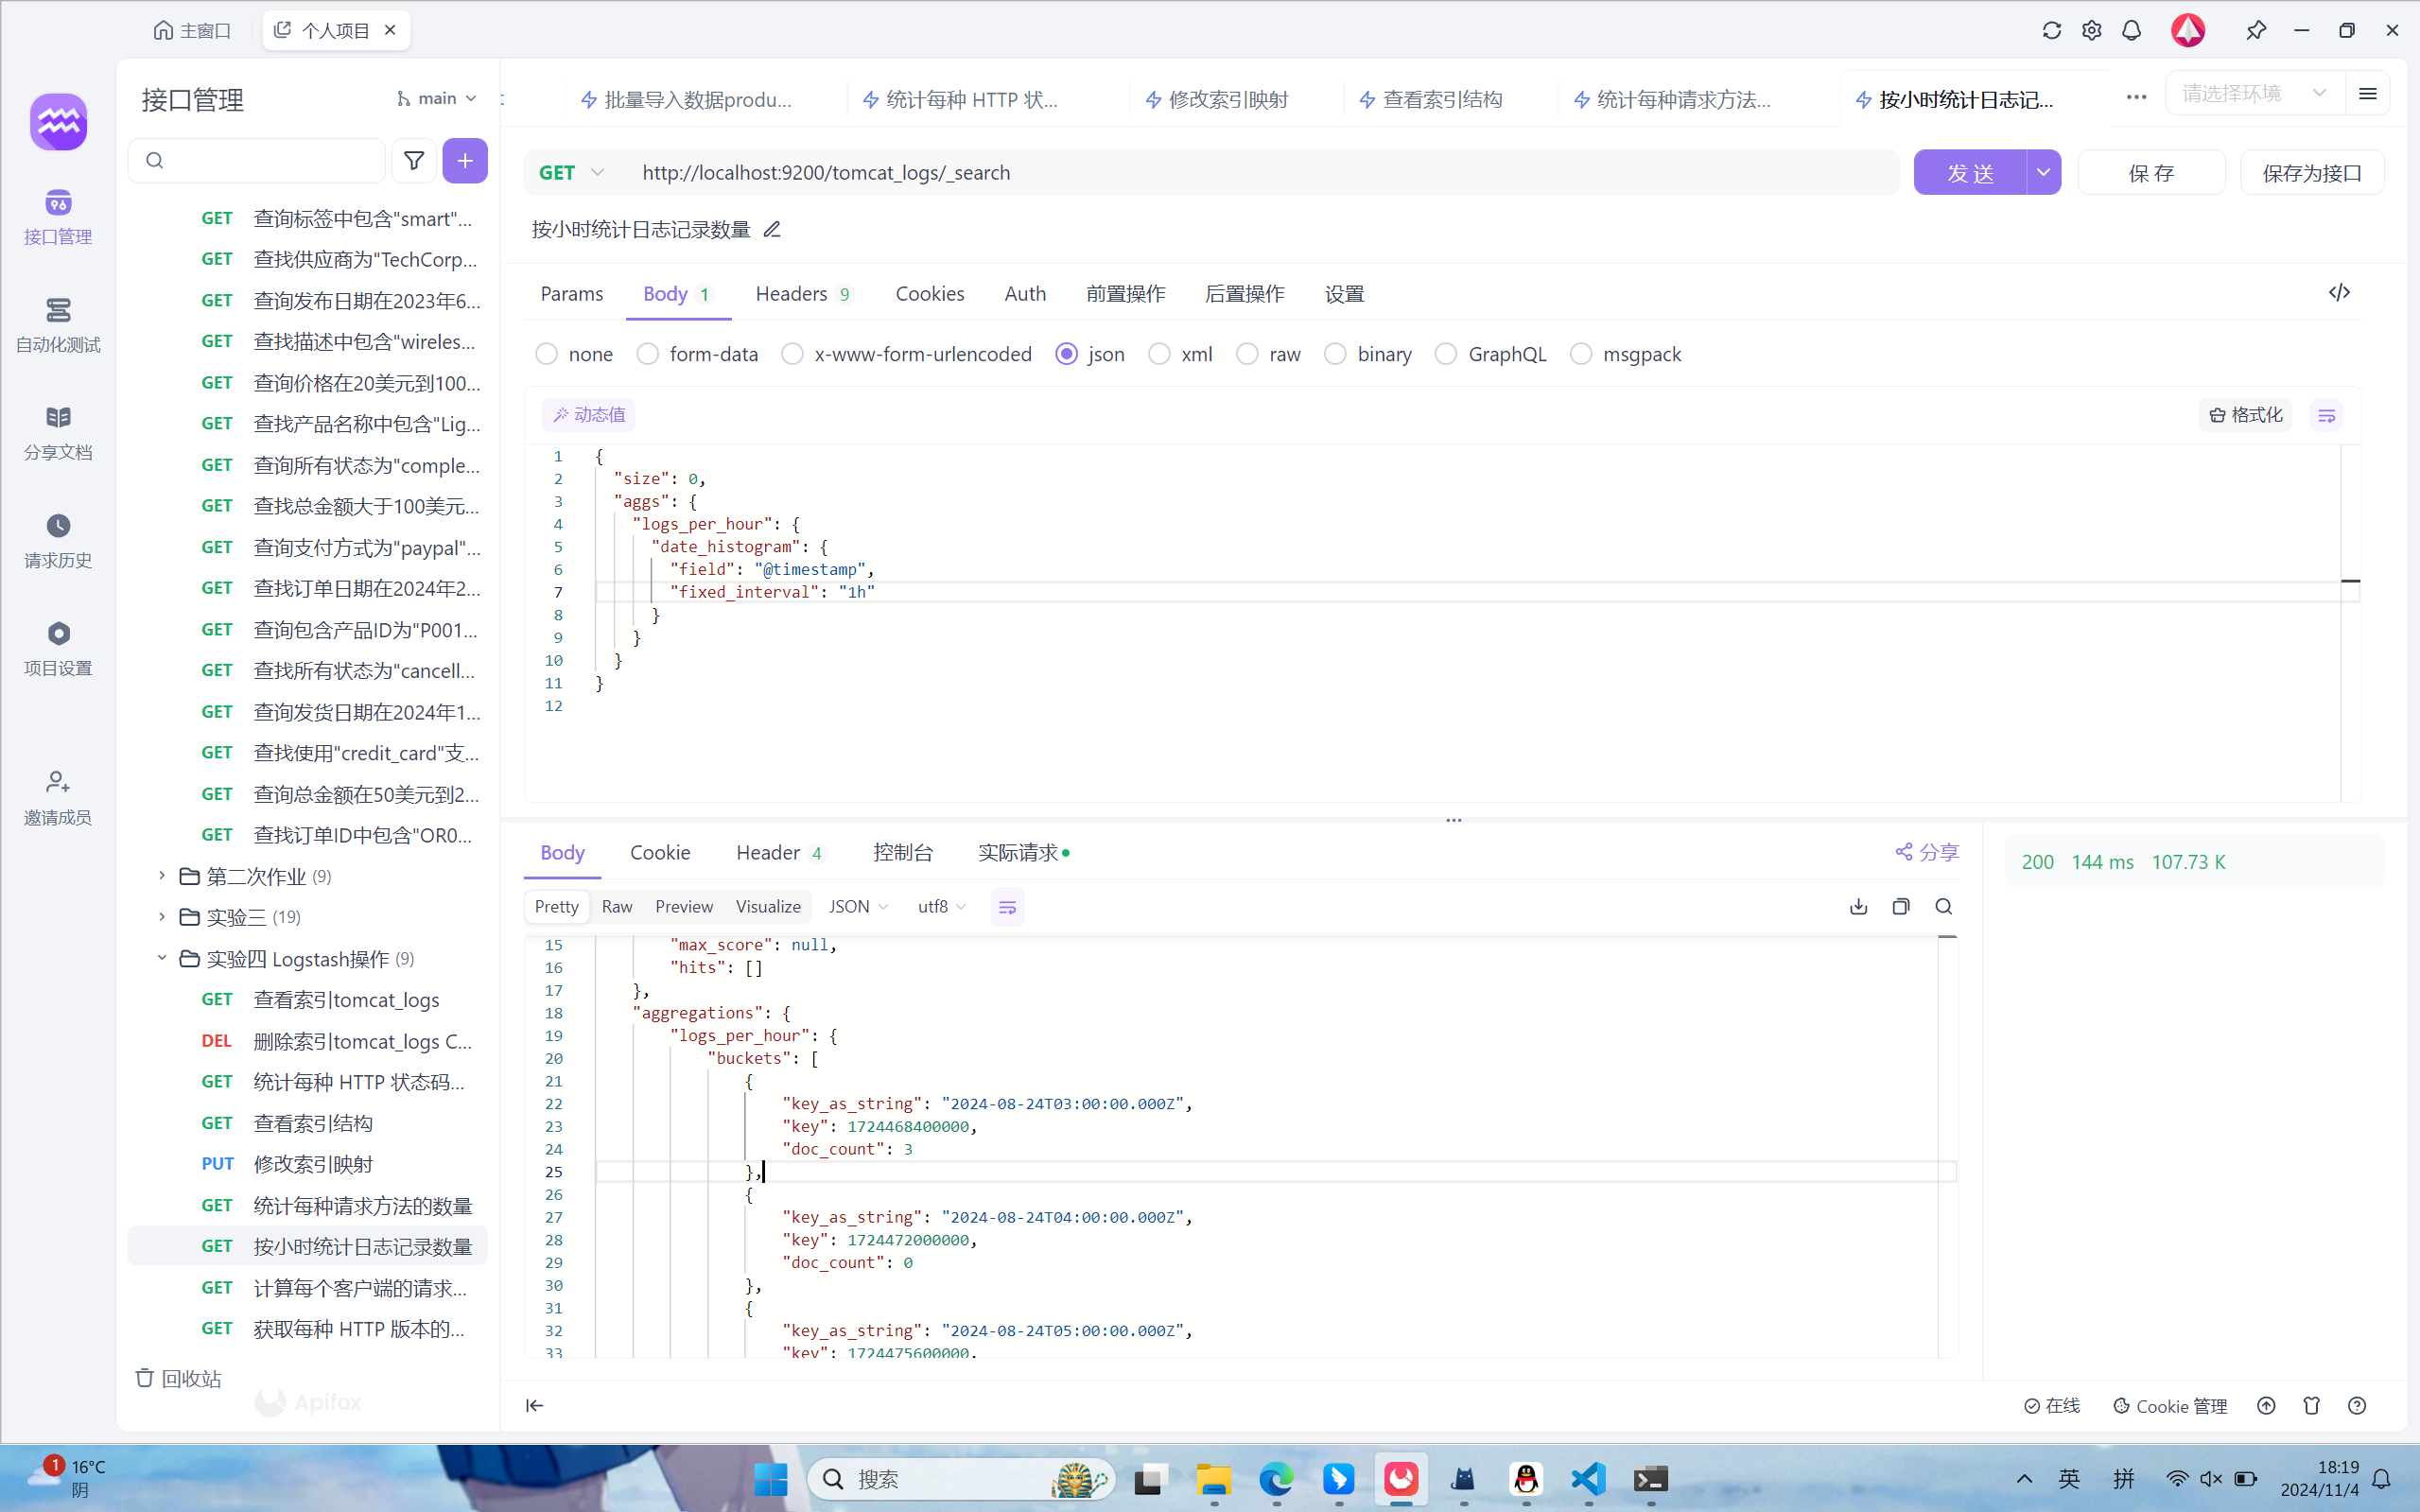 主窗口
个人项目
接口管理
main
批量导入数据produ...
统计每种 HTTP 状...
修改索引映射
查看索引结构
统计每种请求方法...
按小时统计日志记...
请选择环境
GET
http://localhost:9200/tomcat_logs/_search
发 送
保 存
保存为接口
按小时统计日志记录数量
接口管理
自动化测试
分享文档
请求历史
项目设置
邀请成员
GET 查询标签中包含"smart"...
GET 查找供应商为"TechCorp...
GET 查询发布日期在2023年6...
GET 查找描述中包含"wireles...
GET 查询价格在20美元到100...
GET 查找产品名称中包含"Lig...
GET 查询所有状态为"comple...
GET 查找总金额大于100美元...
GET 查询支付方式为"paypal"...
GET 查找订单日期在2024年2...
GET 查询包含产品ID为"P001...
GET 查找所有状态为"cancell...
GET 查询发货日期在2024年1...
GET 查找使用"credit_card"支...
GET 查询总金额在50美元到2...
GET 查找订单ID中包含"OR0...
第二次作业 (9)
实验三 (19)
实验四 Logstash操作 (9)
GET 查看索引tomcat_logs
DEL 删除索引tomcat_logs C...
GET 统计每种 HTTP 状态码...
GET 查看索引结构
PUT 修改索引映射
GET 统计每种请求方法的数量
GET 按小时统计日志记录数量
GET 计算每个客户端的请求...
GET 获取每种 HTTP 版本的...
回收站
Apifox
Params
Body 1
Headers 9
Cookies
Auth
前置操作
后置操作
设置
none
form-data
x-www-form-urlencoded
json
xml
raw
binary
GraphQL
msgpack
动态值
格式化
1 {
2 "size": 0,
3 "aggs": {
4 "logs_per_hour": {
5 "date_histogram": {
6 "field": "@timestamp",
7 "fixed_interval": "1h"
8 }
9 }
10 }
11 }
12
Body
Cookie
Header 4
控制台
实际请求
分享
200 144 ms 107.73 K
Pretty
Raw
Preview
Visualize
JSON
utf8
15 "max_score": null,
16 "hits": []
17 },
18 "aggregations": {
19 "logs_per_hour": {
20 "buckets": [
21 {
22 "key_as_string": "2024-08-24T03:00:00.000Z",
23 "key": 1724468400000,
24 "doc_count": 3
25 },
26 {
27 "key_as_string": "2024-08-24T04:00:00.000Z",
28 "key": 1724472000000,
29 "doc_count": 0
30 },
31 {
32 "key_as_string": "2024-08-24T05:00:00.000Z",
33 "key": 1724475600000,
在线
Cookie 管理
1
16°C
阴
搜索
英
拼
18:19
2024/11/4